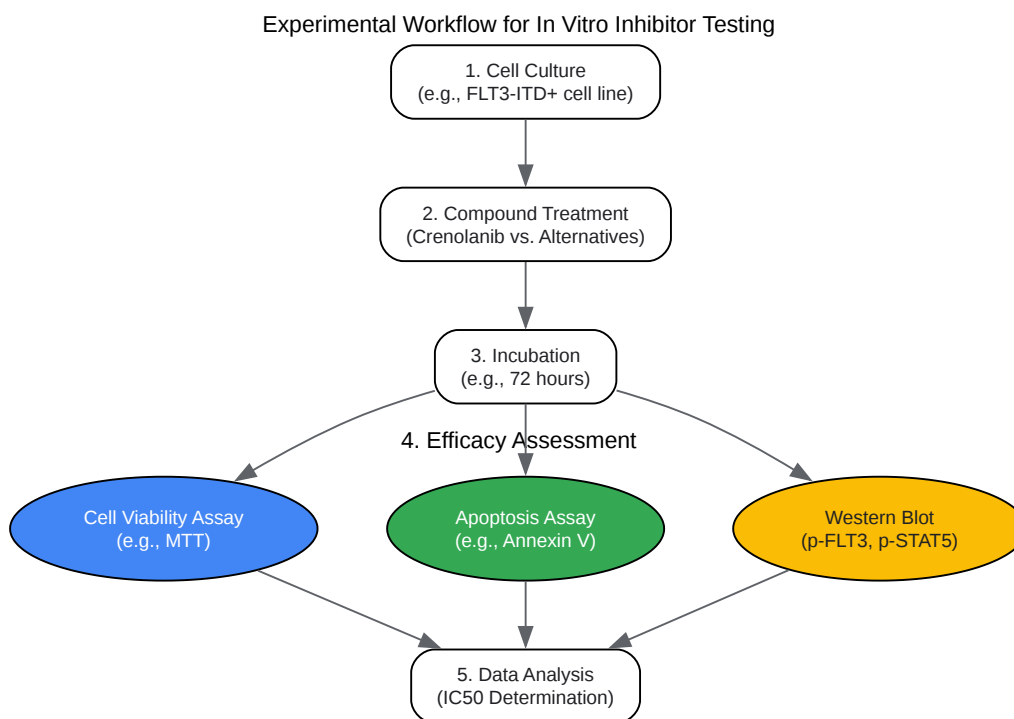 Experimental Workflow for In Vitro Inhibitor Testing
1. Cell Culture
(e.g., FLT3-ITD+ cell line)
2. Compound Treatment
(Crenolanib vs. Alternatives)
3. Incubation
(e.g., 72 hours)
4. Efficacy Assessment
Cell Viability Assay
(e.g., MTT)
Apoptosis Assay
(e.g., Annexin V)
Western Blot
(p-FLT3, p-STAT5)
5. Data Analysis
(IC50 Determination)